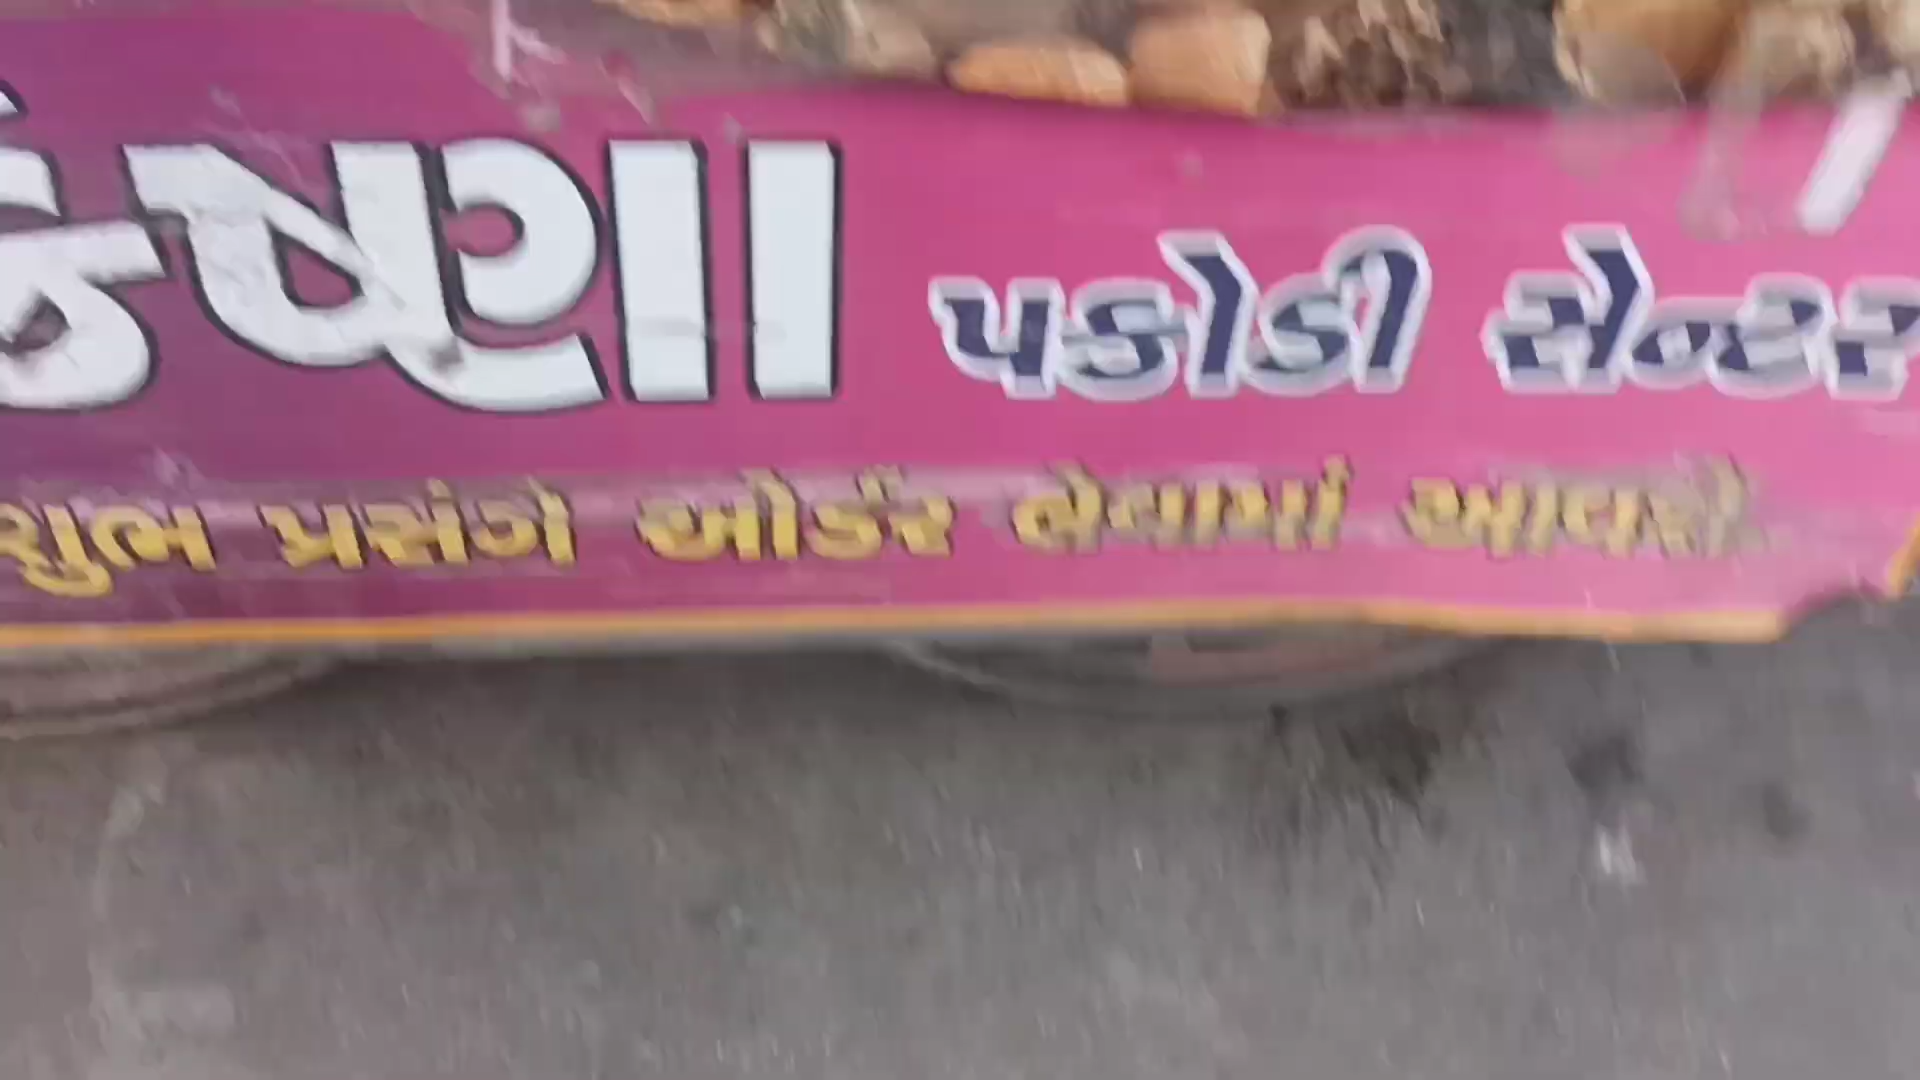 ક્રિષ્ણા પકોડી સેન્ટર
શુભ પ્રસંગે ઓર્ડર લેવામાં આવશે.